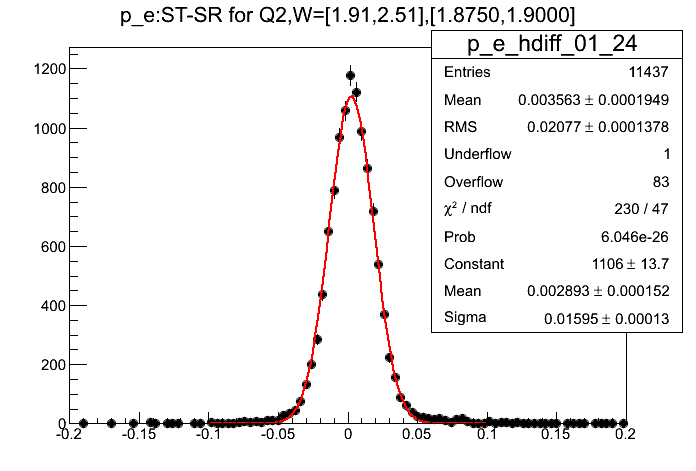 p_e:ST-SR for Q2,W=[1.91,2.51],[1.8750,1.9000]
p_e_hdiff_01_24
Entries 11437
Mean 0.003563 ± 0.0001949
RMS 0.02077 ± 0.0001378
Underflow 1
Overflow 83
χ² / ndf 230 / 47
Prob 6.046e-26
Constant 1106 ± 13.7
Mean 0.002893 ± 0.000152
Sigma 0.01595 ± 0.00013
1200
1000
800
600
400
200
0
-0.2 -0.15 -0.1 -0.05 0 0.05 0.1 0.15 0.2